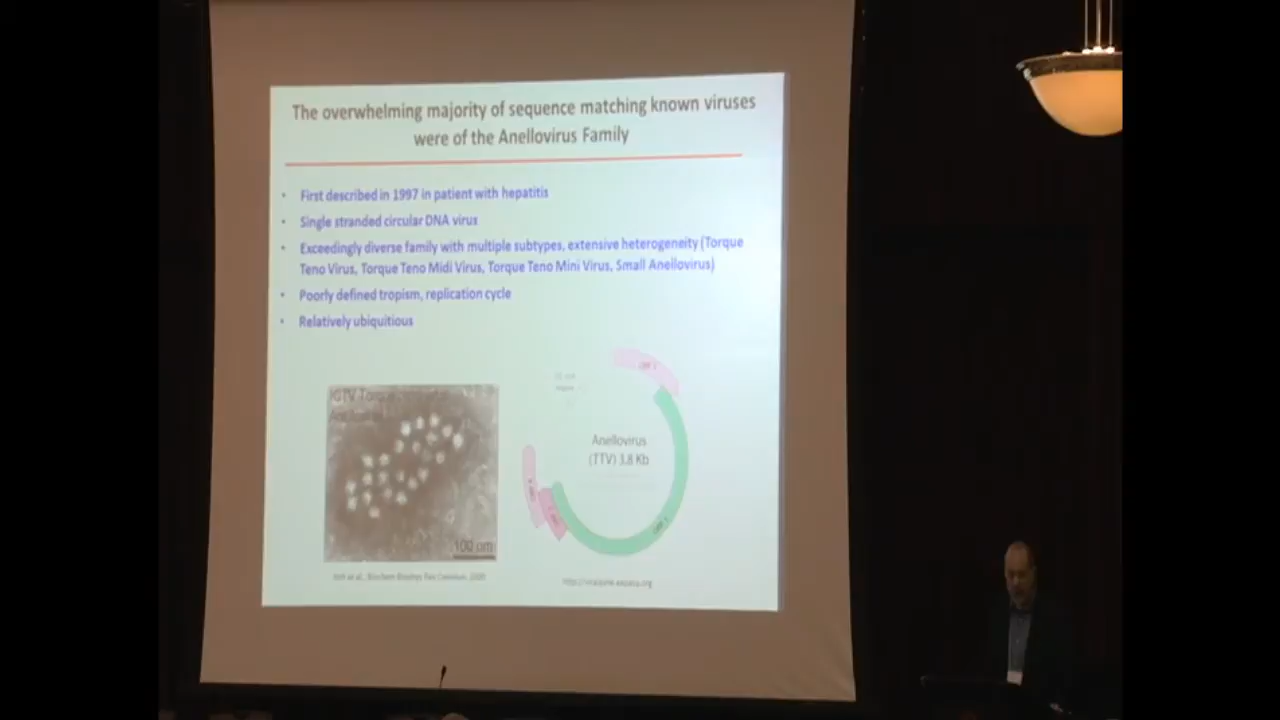 The overwhelming majority of sequence matching known viruses
were of the Anellovirus Family
• First described in 1997 in patient with hepatitis
• Single stranded circular DNA virus
• Exceedingly diverse family with multiple subtypes, extensive heterogeneity (Torque
Teno Virus, Torque Teno Midi Virus, Torque Teno Mini Virus, Small Anellovirus)
• Poorly defined tropism, replication cycle
• Relatively ubiquitious
Anellovirus
(TTV) 3.8 Kb
100 nm